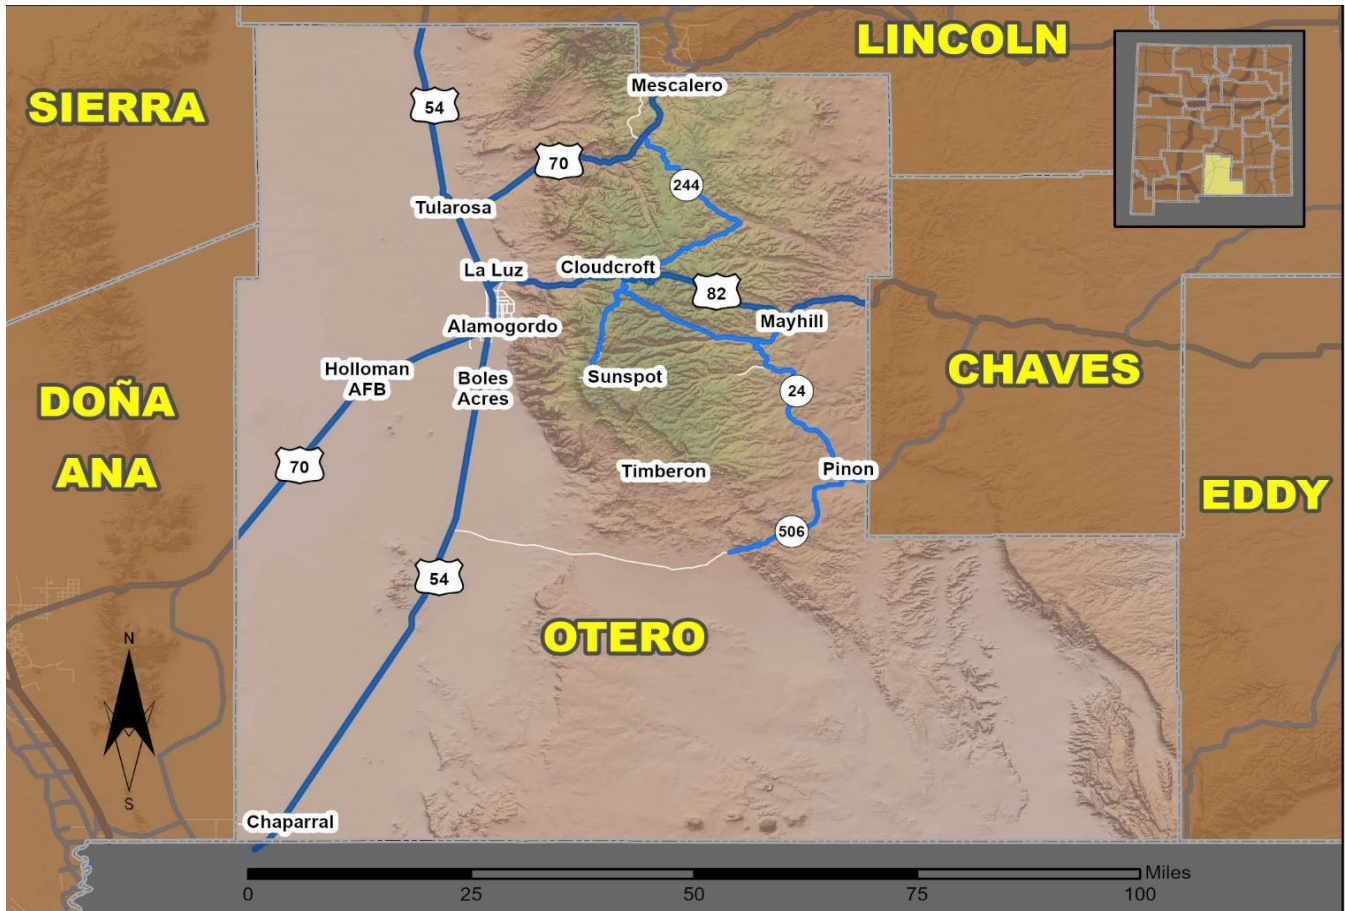 LINCOLN
SIERRA
Mescalero
54
70
244
Tularosa
La Luz
Cloudcroft
82
Alamogordo
Mayhill
Holloman
AFB
Boles
Acres
Sunspot
24
CHAVES
DOÑA
ANA
70
Timberon
Pinon
EDDY
506
54
OTERO
N
S
Chaparral
Miles
0
25
50
75
100